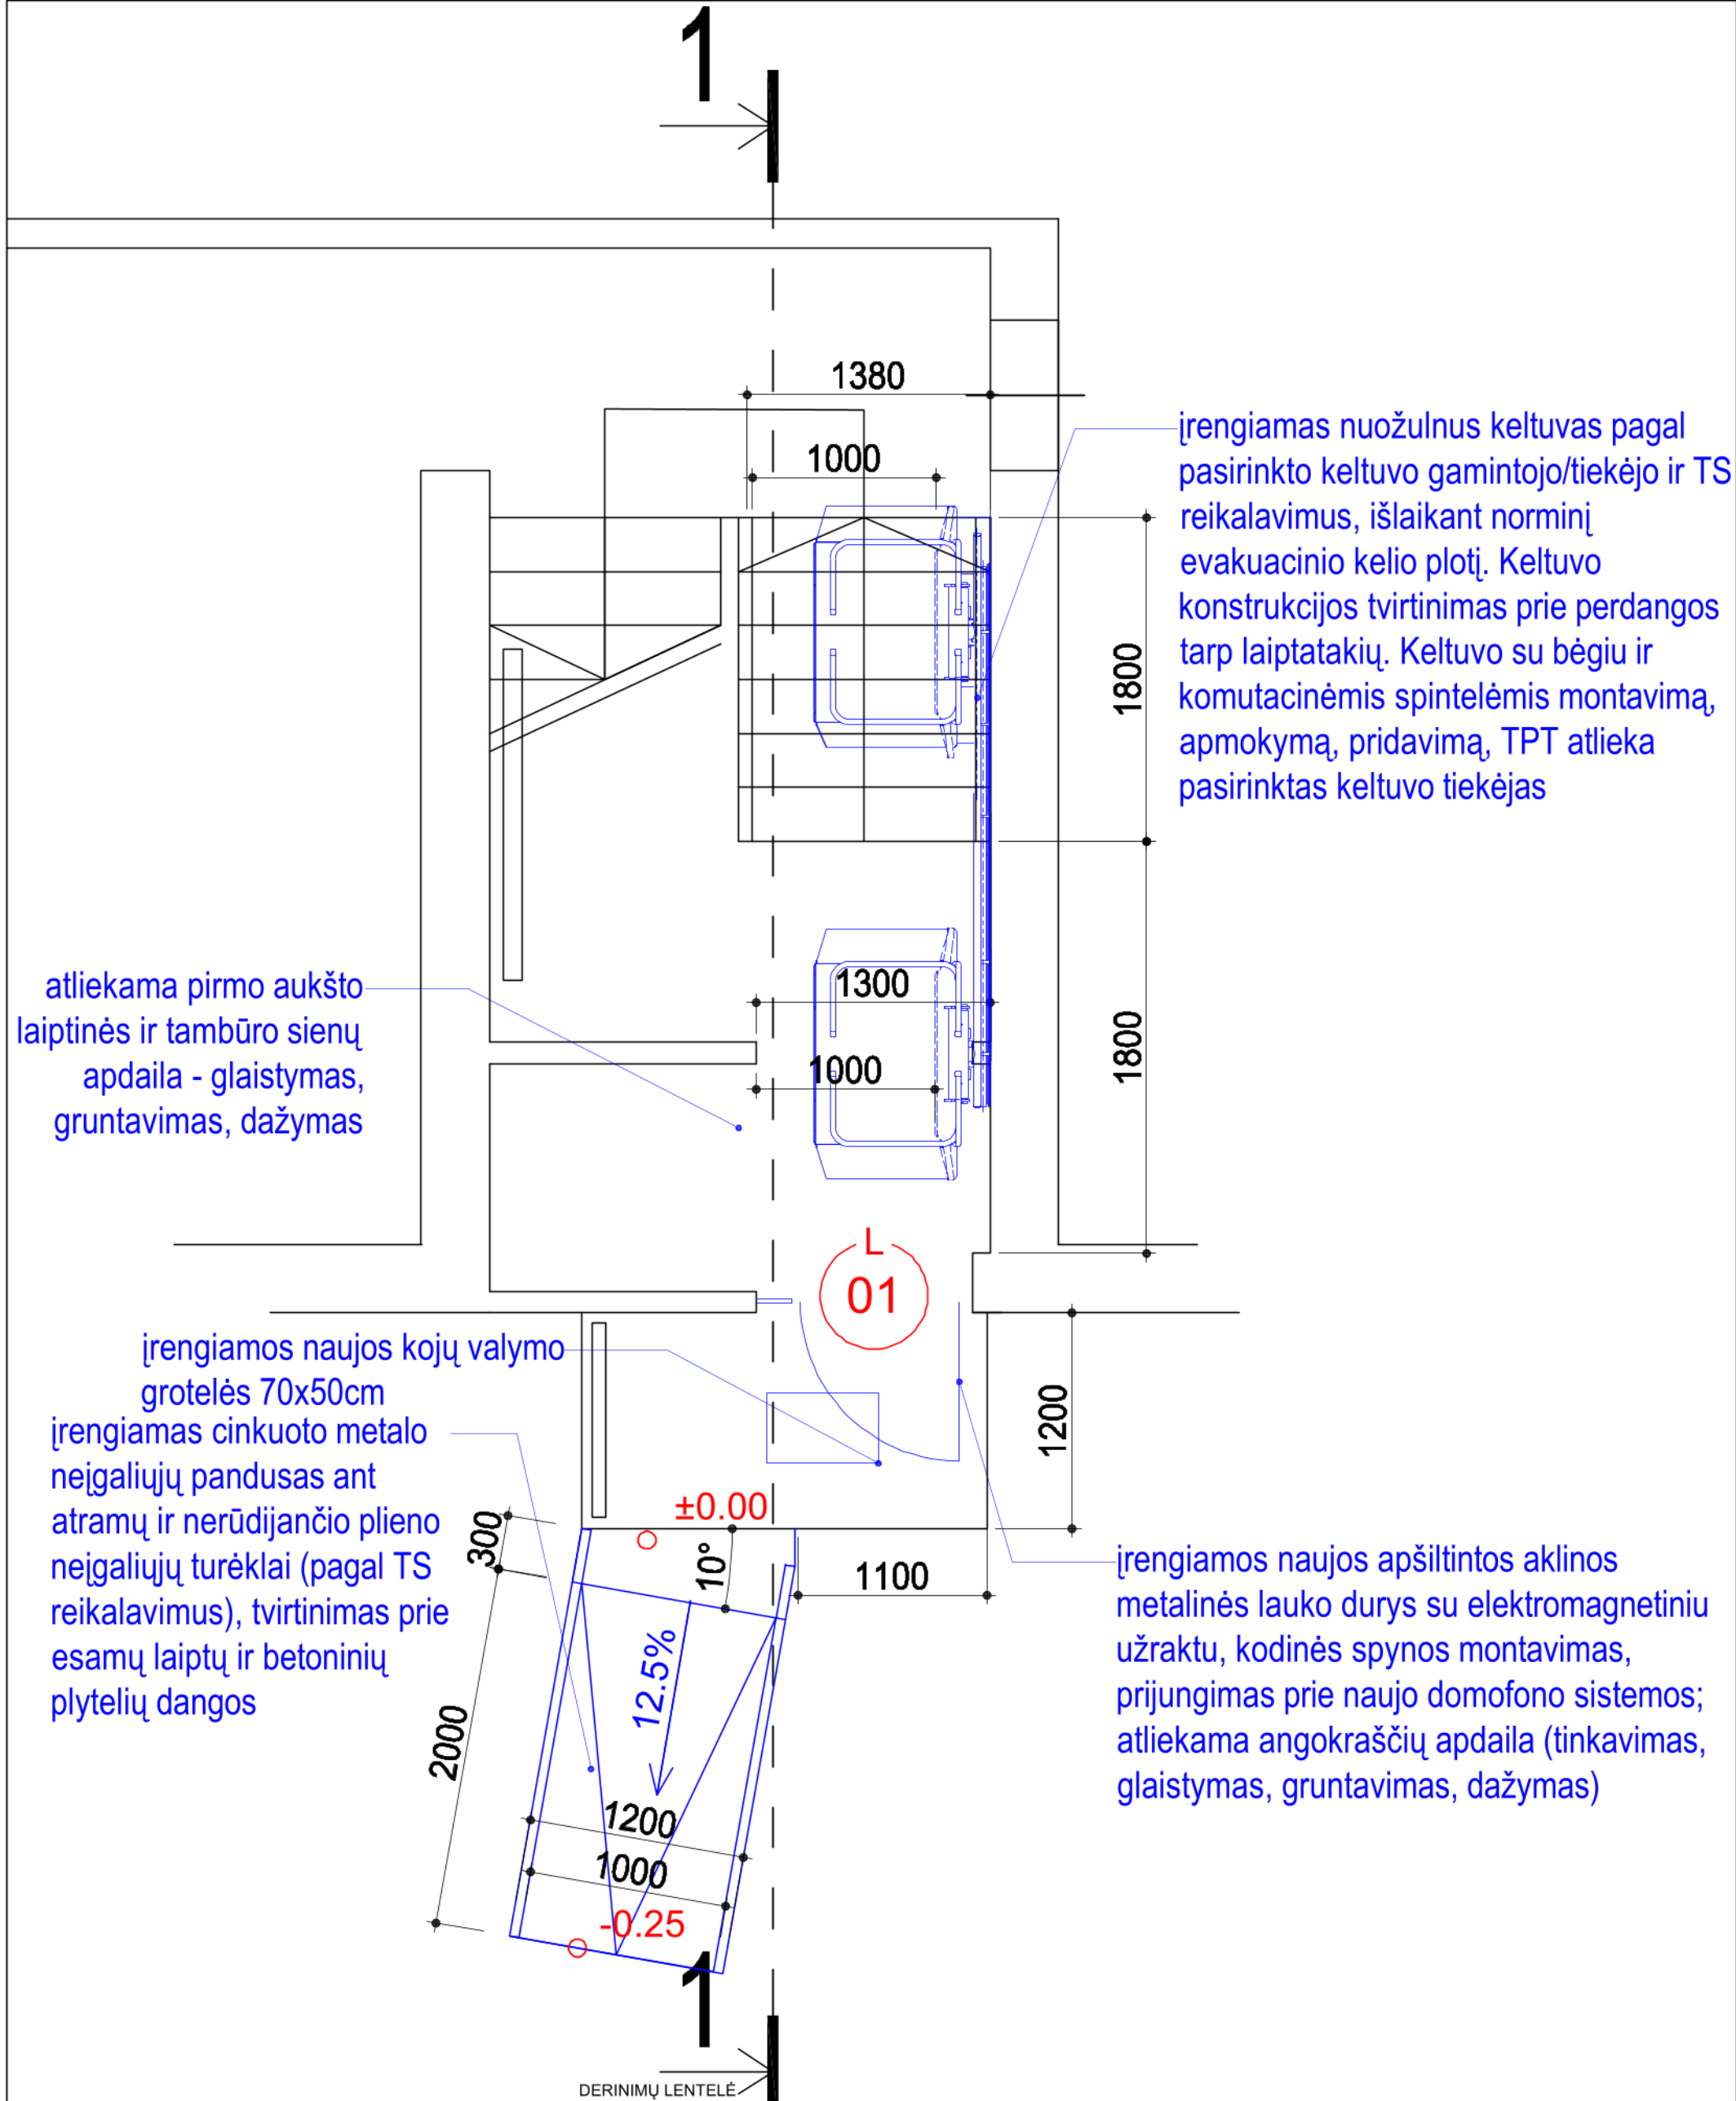 1
1380
1000
įrengiamas nuožulnus keltuvas pagal
pasirinkto keltuvo gamintojo/tiekėjo ir TS
reikalavimus, išlaikant norminį
evakuacinio kelio plotį. Keltuvo
konstrukcijos tvirtinimas prie perdangos
tarp laiptatakių. Keltuvo su bėgiu ir
komutacinėmis spintelėmis montavimą,
apmokymą, pridavimą, TPT atlieka
pasirinktas keltuvo tiekėjas
1800
atliekama pirmo aukšto
laiptinės ir tambūro sienų
apdaila - glaistymas,
gruntavimas, dažymas
1300
1000
1800
L
01
įrengiamos naujos kojų valymo
grotelės 70x50cm
įrengiamas cinkuoto metalo
neįgaliųjų pandusas ant
atramų ir nerūdijančio plieno
neįgaliųjų turėklai (pagal TS
reikalavimus), tvirtinimas prie
esamų laiptų ir betoninių
plytelių dangos
1200
±0.00
300
10°
1100
įrengiamos naujos apšiltintos aklinos
metalinės lauko durys su elektromagnetiniu
užraktu, kodinės spynos montavimas,
prijungimas prie naujo domofono sistemos;
atliekama angokraščių apdaila (tinkavimas,
glaistymas, gruntavimas, dažymas)
12.5%
2000
1200
1000
-0.25
1
DERINIMŲ LENTELĖ